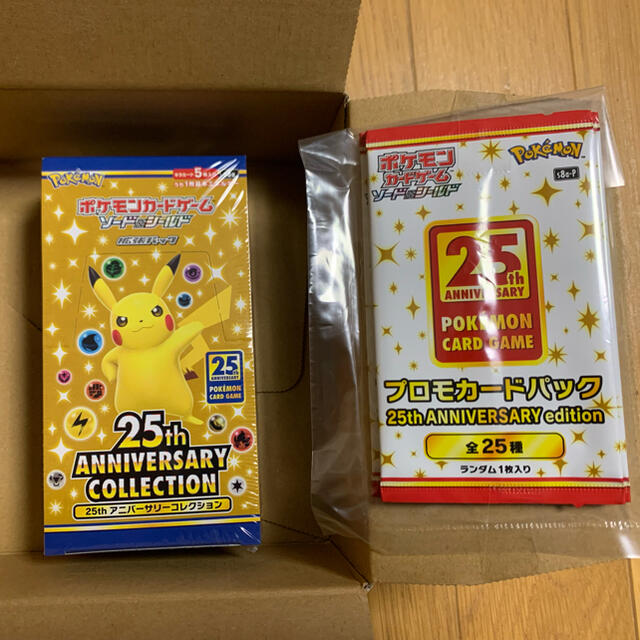 POKÉMON
ポケモンカードゲーム
ソード&シールド
拡張パック
25th
ANNIVERSARY
POKÉMON
CARD GAME
25th
ANNIVERSARY
COLLECTION
25th アニバーサリーコレクション
ポケモン
カードゲーム
ソード&シールド
POKÉMON
s8a-P
25th
ANNIVERSARY
POKÉMON
CARD GAME
プロモカードパック
25th ANNIVERSARY edition
全25種
ランダム1枚入り